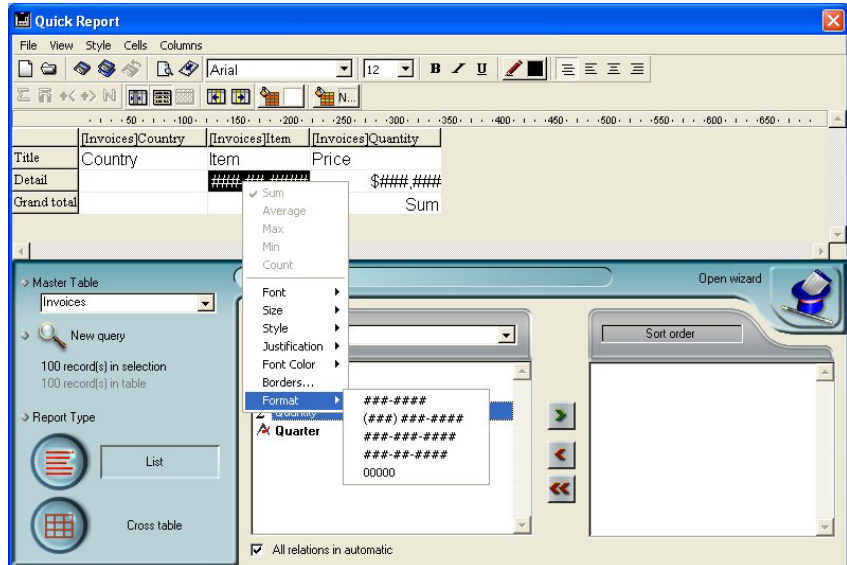 Quick Report
File View Style Cells Columns
Arial 12 B I U
N...
50 100 150 200 250 300 350 400 450 500 550 600 650
[Invoices]Country [Invoices]Item [Invoices]Quantity
Title Country Item Price
Detail $###,###
Grand total Sum
Sum
Average
Max
Min
Count
Font
Size
Style
Justification
Font Color
Borders...
Format
###-####
(###) ###-####
###-###-####
###-##-####
00000
Master Table
Invoices
New query
100 record(s) in selection
100 record(s) in table
Report Type
List
Cross table
Open wizard
Sort order
Quantity
Quarter
All relations in automatic